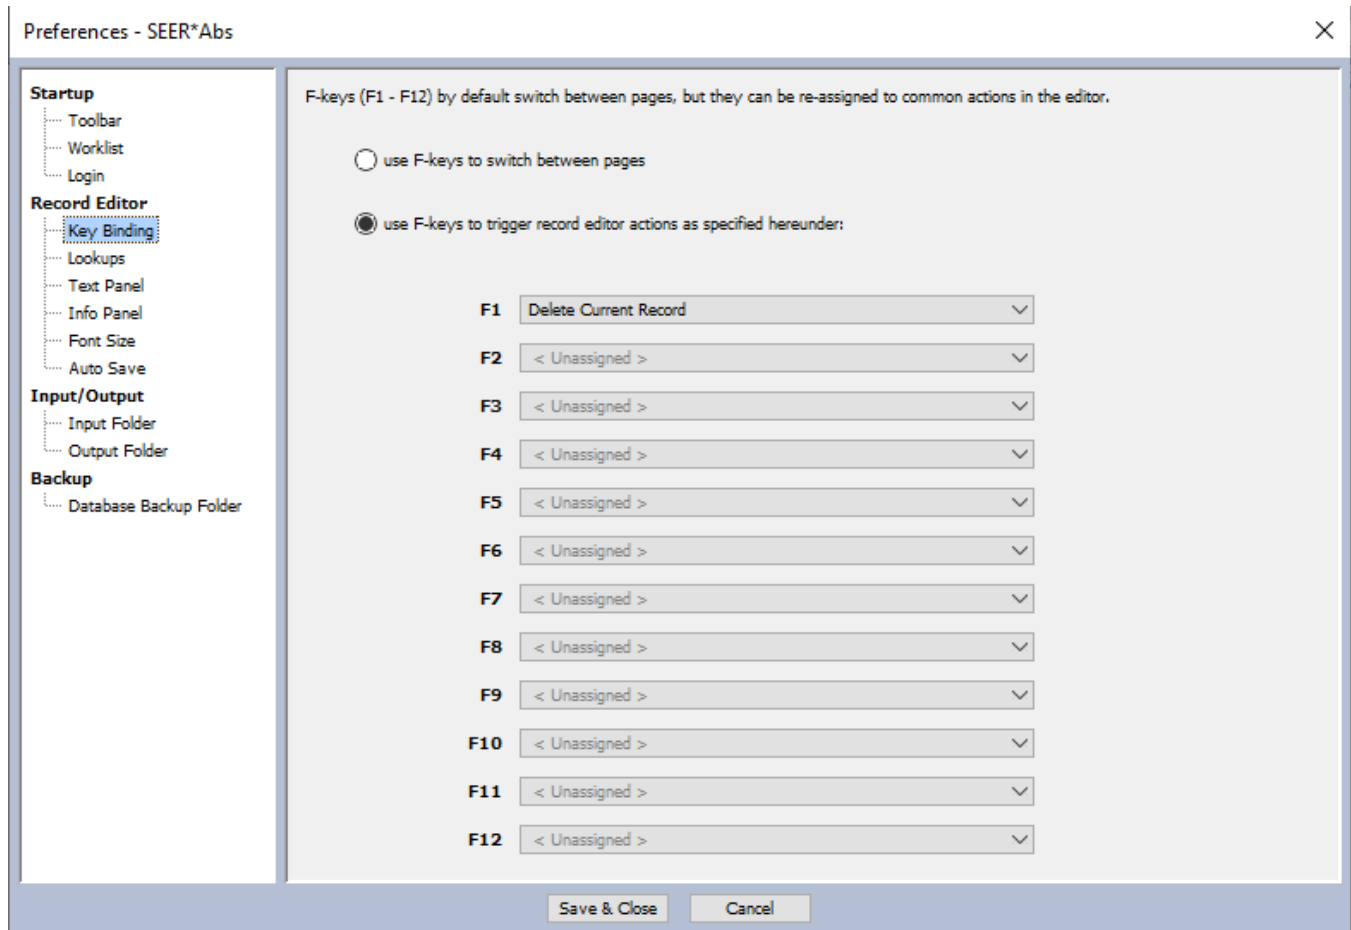 Preferences - SEER*Abs
Startup
Toolbar
Worklist
Login
Record Editor
Key Binding
Lookups
Text Panel
Info Panel
Font Size
Auto Save
Input/Output
Input Folder
Output Folder
Backup
Database Backup Folder
F-keys (F1 - F12) by default switch between pages, but they can be re-assigned to common actions in the editor.
use F-keys to switch between pages
use F-keys to trigger record editor actions as specified hereunder:
F1 Delete Current Record
F2 < Unassigned >
F3 < Unassigned >
F4 < Unassigned >
F5 < Unassigned >
F6 < Unassigned >
F7 < Unassigned >
F8 < Unassigned >
F9 < Unassigned >
F10 < Unassigned >
F11 < Unassigned >
F12 < Unassigned >
Save & Close Cancel